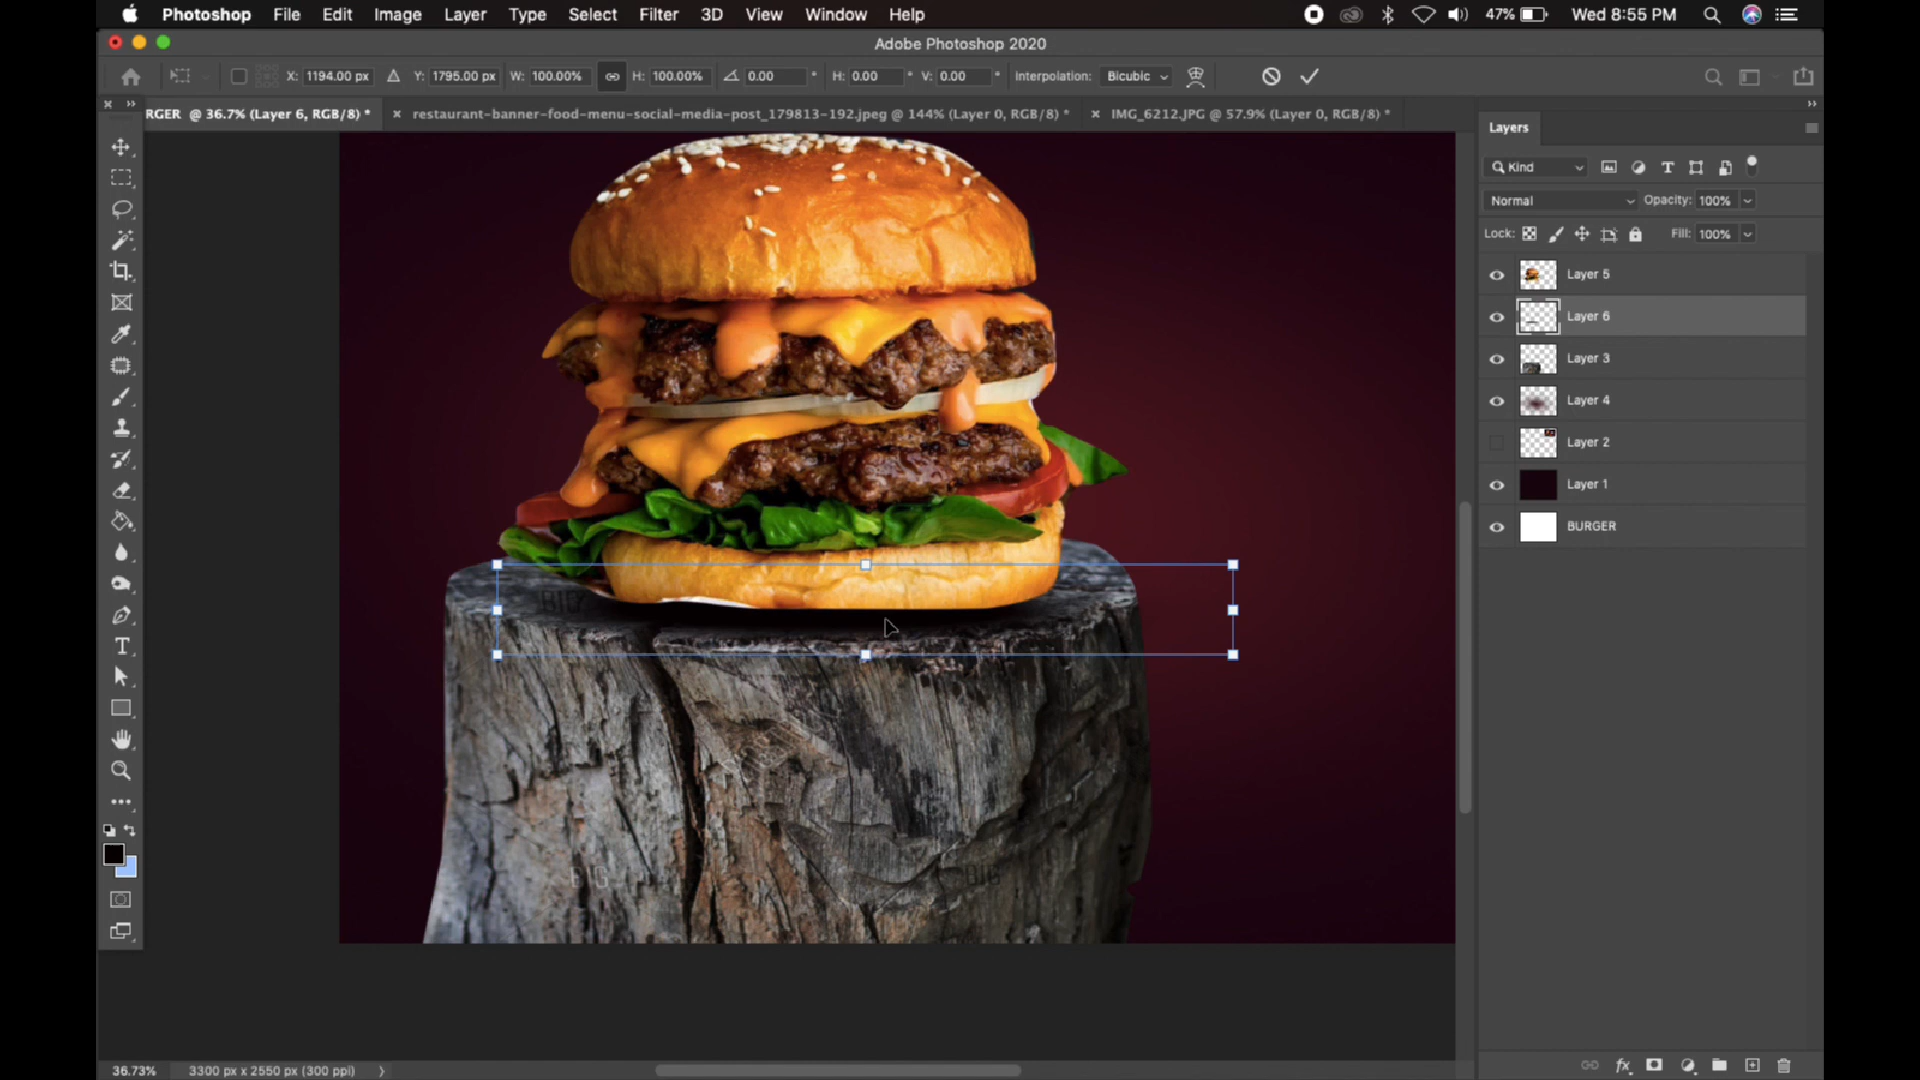 Photoshop File Edit Image Layer Type Select Filter 3D View Window Help 47% Wed 8:55 PM
Adobe Photoshop 2020
X: 1194.00 px Y: 1795.00 px W: 100.00% H: 100.00% 0.00 ° H: 0.00 ° V: 0.00 ° Interpolation: Bicubic
RGER @ 36.7% (Layer 6, RGB/8) * × restaurant-banner-food-menu-social-media-post_179813-192.jpeg @ 144% (Layer 0, RGB/8) * × IMG_6212.JPG @ 57.9% (Layer 0, RGB/8) *
Layers
Kind
Normal Opacity: 100%
Lock: Fill: 100%
Layer 5
Layer 6
Layer 3
Layer 4
Layer 2
Layer 1
BURGER
BIG
BIG
BIG
36.73% 3300 px x 2550 px (300 ppi)